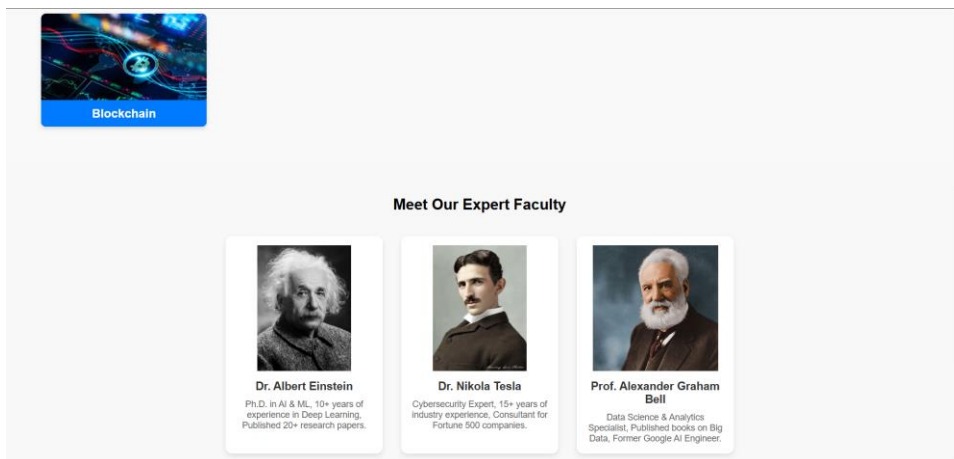 Blockchain
Meet Our Expert Faculty
Dr. Albert Einstein
Ph.D. in AI & ML, 10+ years of
experience in Deep Learning,
Published 20+ research papers.
Dr. Nikola Tesla
Cybersecurity Expert, 15+ years of
industry experience, Consultant for
Fortune 500 companies.
Prof. Alexander Graham
Bell
Data Science & Analytics
Specialist, Published books on Big
Data, Former Google AI Engineer.